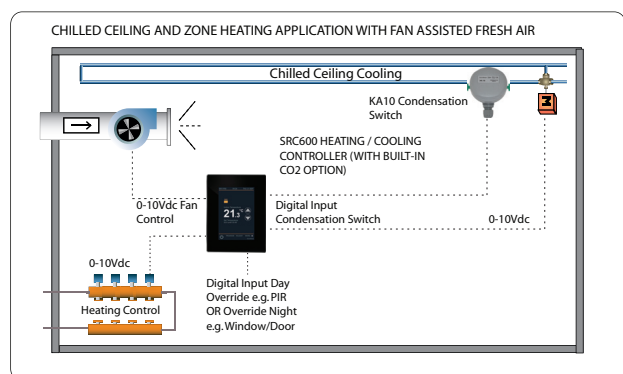 CHILLED CEILING AND ZONE HEATING APPLICATION WITH FAN ASSISTED FRESH AIR
Chilled Ceiling Cooling
KA10 Condensation
Switch
SRC600 HEATING / COOLING
CONTROLLER (WITH BUILT-IN
CO2 OPTION)
0-10Vdc Fan
Control
21.3
Digital Input
Condensation Switch
0-10Vdc
0-10Vdc
Heating Control
Digital Input Day
Override e.g. PIR
OR Override Night
e.g. Window/Door